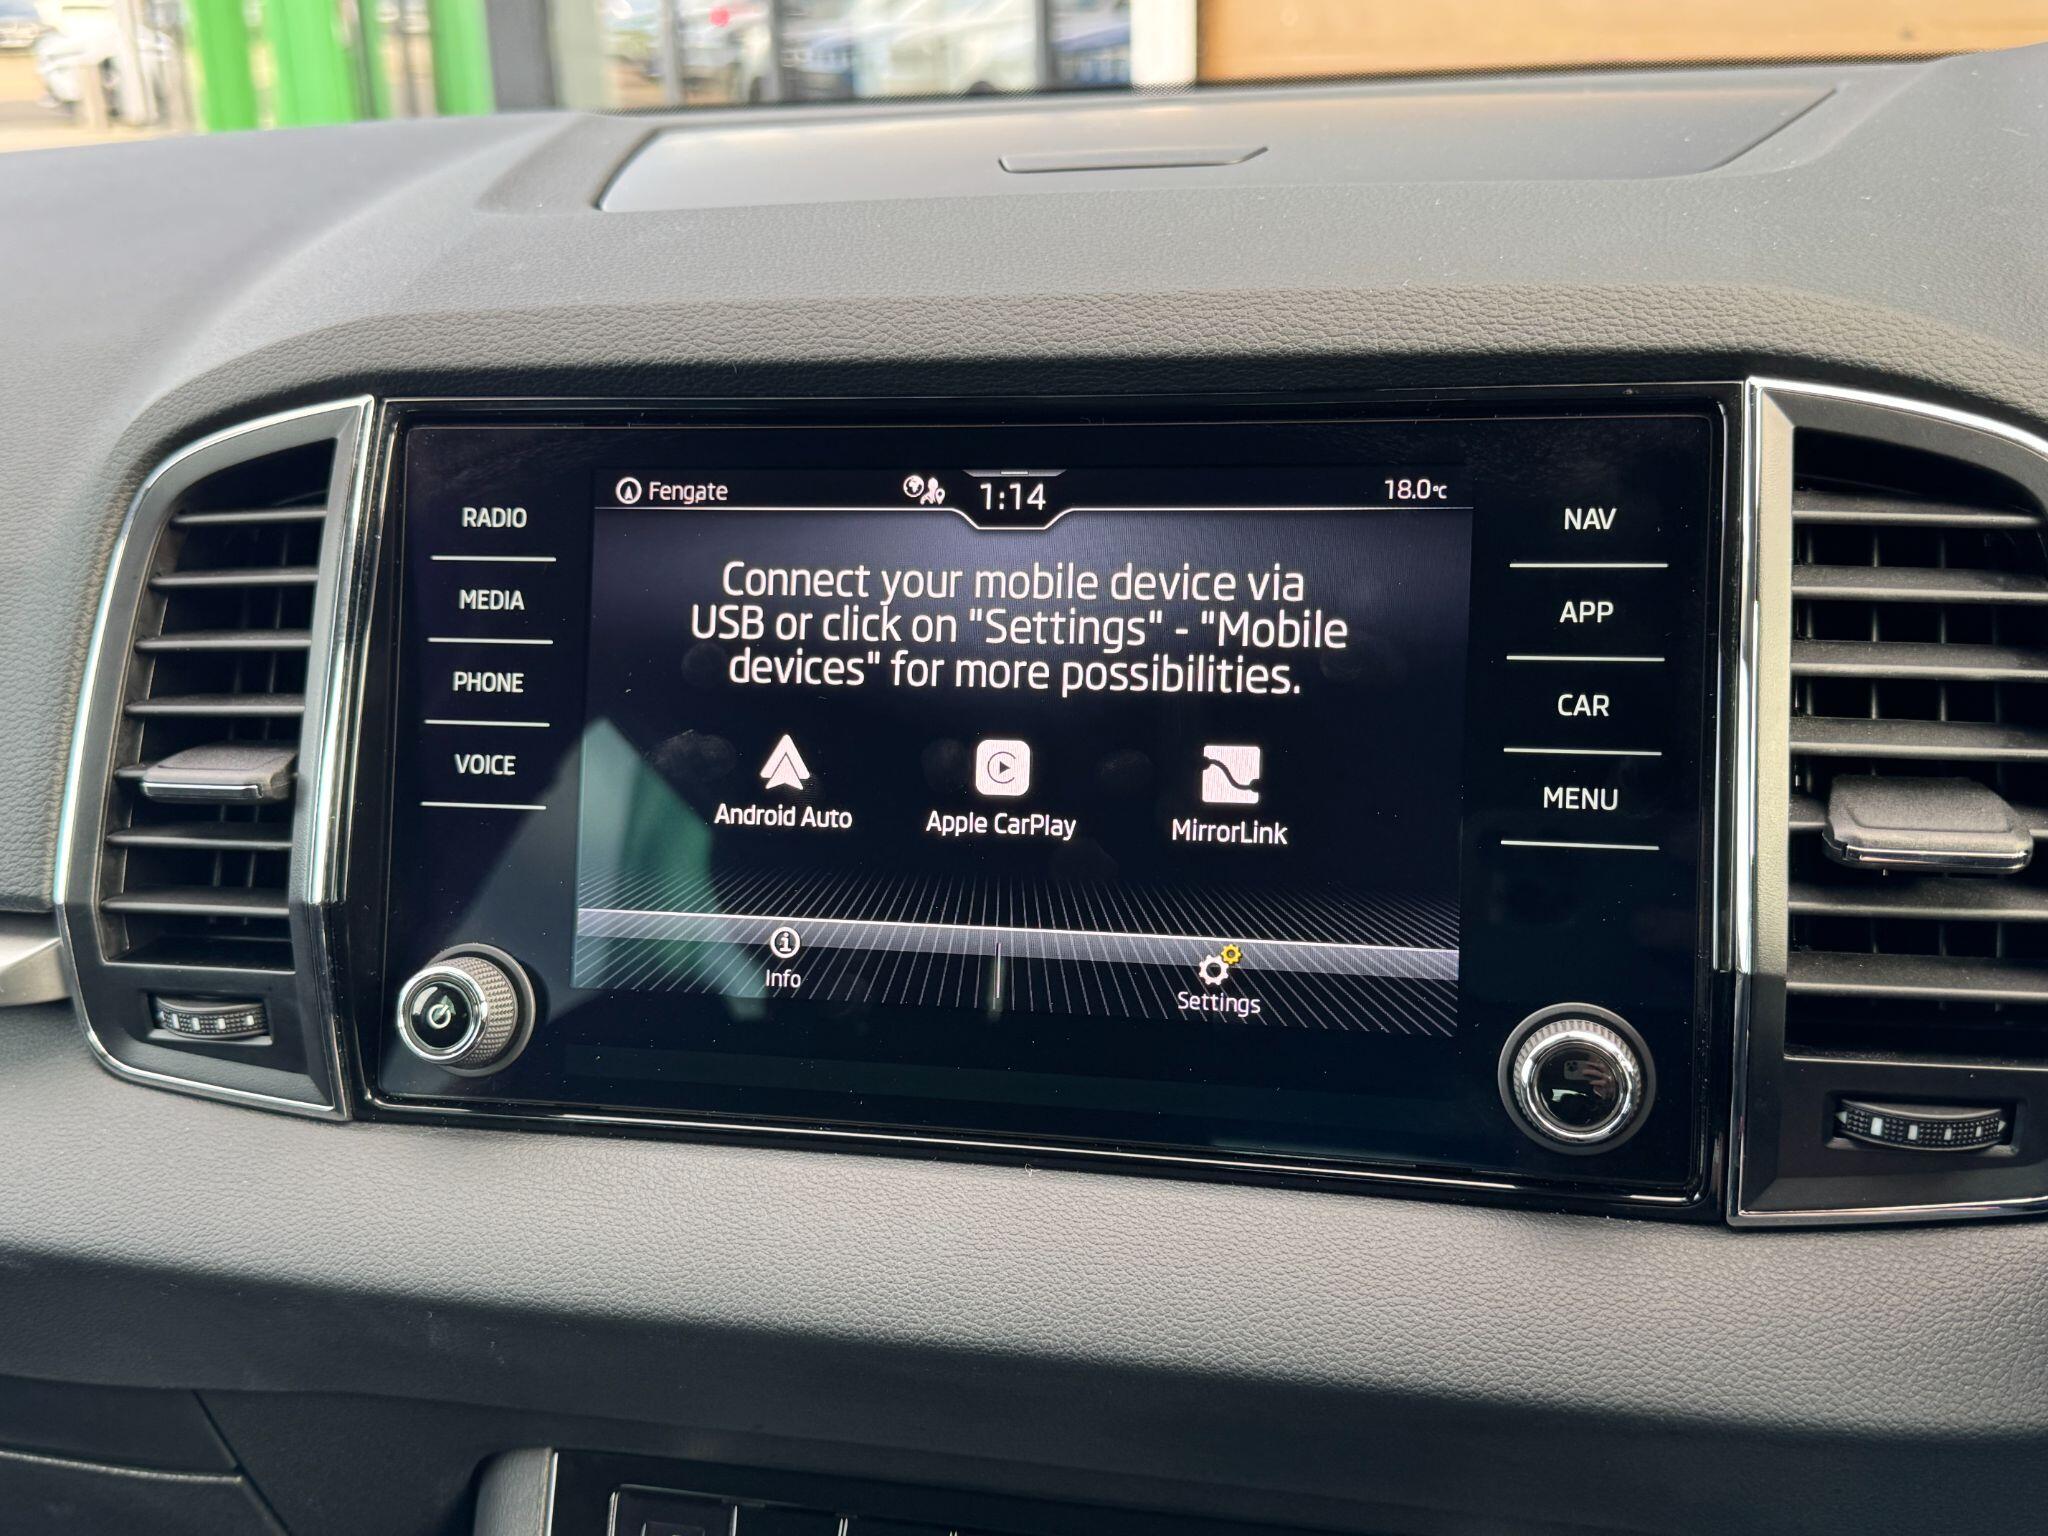 Fengate
1:14
18.0°C
RADIO
MEDIA
PHONE
VOICE
Connect your mobile device via
USB or click on "Settings" - "Mobile
devices" for more possibilities.
Android Auto
Apple CarPlay
MirrorLink
Info
Settings
NAV
APP
CAR
MENU